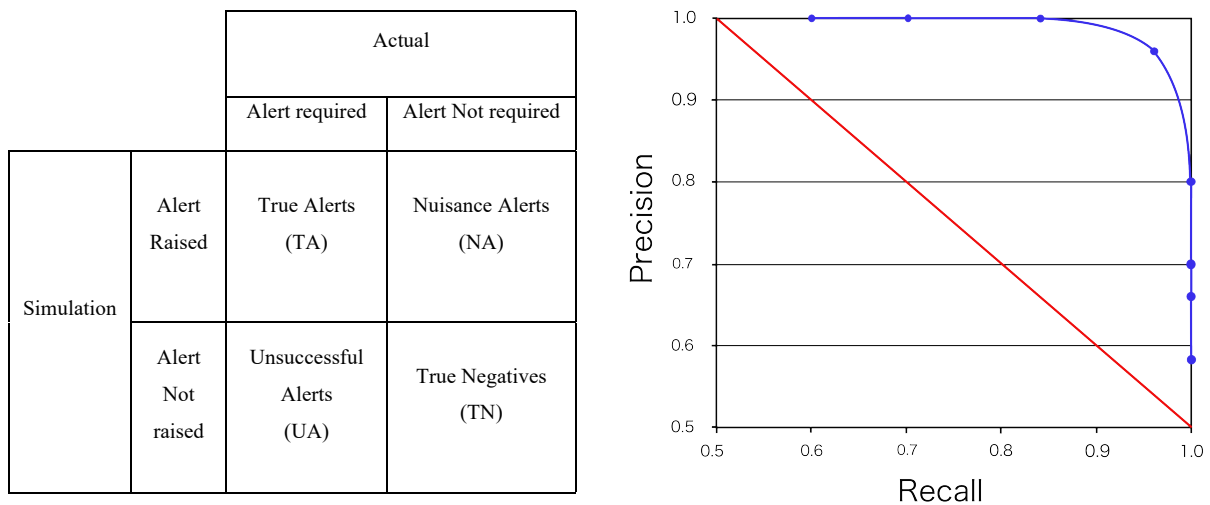 Actual
Alert required
Alert Not required
Simulation
Alert
Raised
True Alerts
(TA)
Nuisance Alerts
(NA)
Alert
Not
raised
Unsuccessful
Alerts
(UA)
True Negatives
(TN)
Precision
1.0
0.9
0.8
0.7
0.6
0.5
0.5
0.6
0.7
0.8
0.9
1.0
Recall